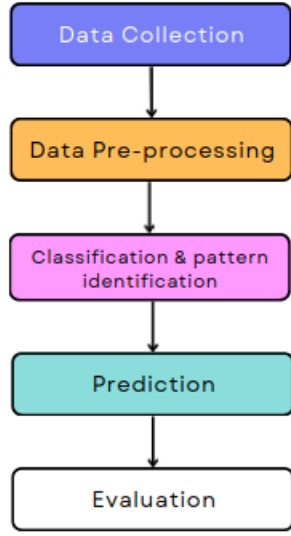 Data Collection
Data Pre-processing
Classification & pattern
identification
Prediction
Evaluation